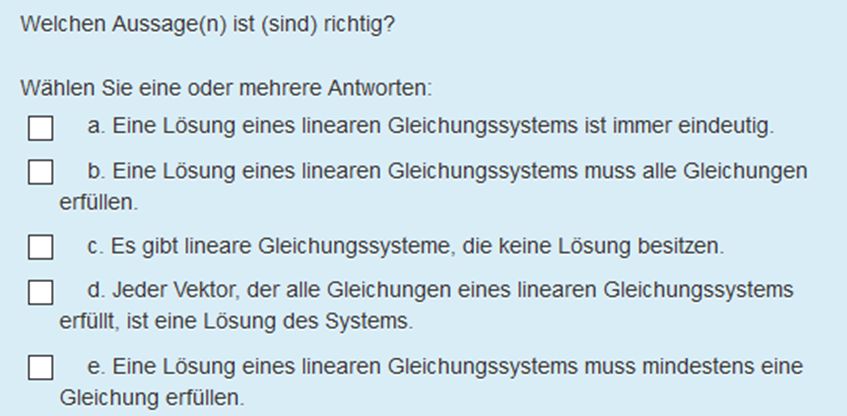 Welchen Aussage(n) ist (sind) richtig?
Wählen Sie eine oder mehrere Antworten:
a. Eine Lösung eines linearen Gleichungssystems ist immer eindeutig.
b. Eine Lösung eines linearen Gleichungssystems muss alle Gleichungen
erfüllen.
c. Es gibt lineare Gleichungssysteme, die keine Lösung besitzen.
d. Jeder Vektor, der alle Gleichungen eines linearen Gleichungssystems
erfüllt, ist eine Lösung des Systems.
e. Eine Lösung eines linearen Gleichungssystems muss mindestens eine
Gleichung erfüllen.